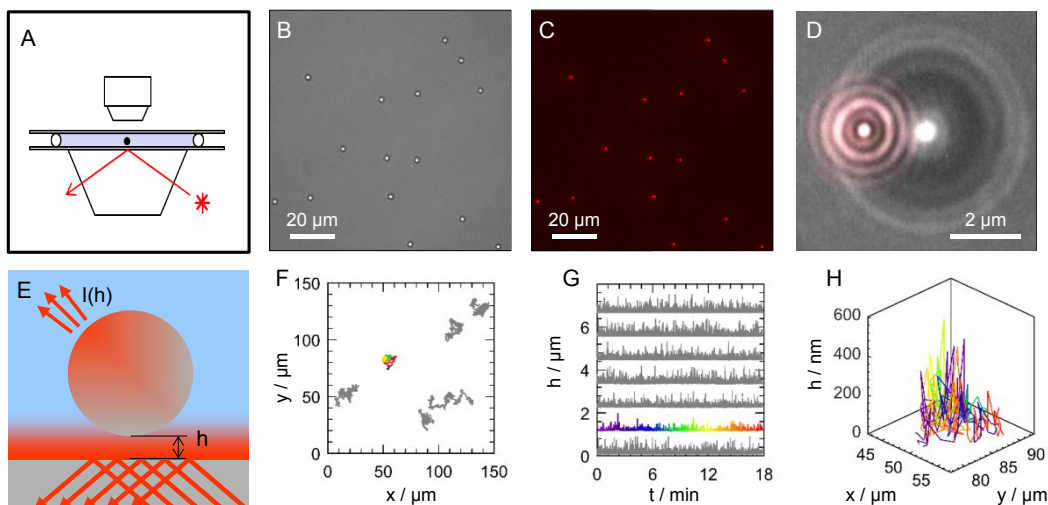 A
B
20 µm
C
20 µm
D
2 µm
E
I(h)
h
F
150
100
50
0
y / µm
0 50 100 150
x / µm
G
6
4
2
0
h / µm
0 6 12 18
t / min
H
600
400
200
0
h / nm
45
50
55
x / µm
80
85
90
y / µm